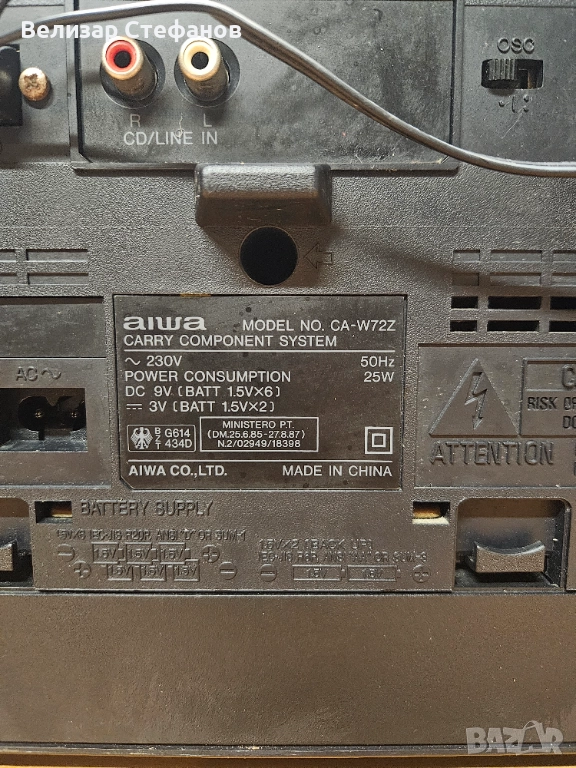 Велизар Стефанов
OSC
R L
CD/LINE IN
aiwa MODEL NO. CA-W72Z
CARRY COMPONENT SYSTEM
~ 230V 50Hz
POWER CONSUMPTION 25W
DC 9V (BATT 1.5V×6)
3V (BATT 1.5V×2)
BZT G614 434D
MINISTERO P.T.
(DM.25.6.85-27.8.87)
N.2/02949/18398
AIWA CO.,LTD. MADE IN CHINA
AC~
RISK
ATTENTION
BATTERY SUPPLY
1.5V 1.5V 1.5V
1.5V 1.5V 1.5V
1.5V 1.5V
BAZAR